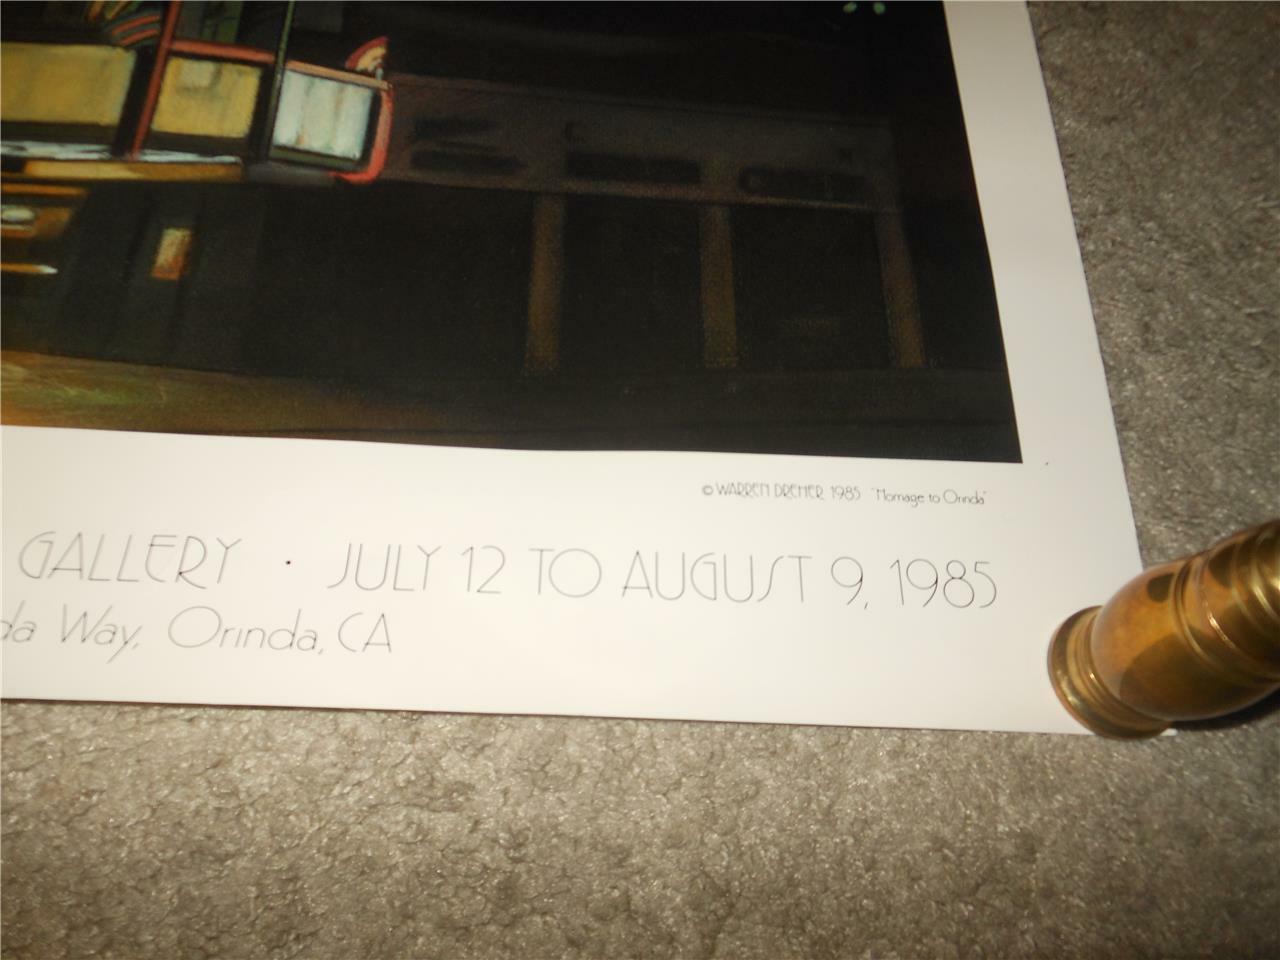 © WARREN DREHER 1985 "Homage to Orinda"
GALLERY · JULY 12 TO AUGUST 9, 1985
da Way, Orinda, CA